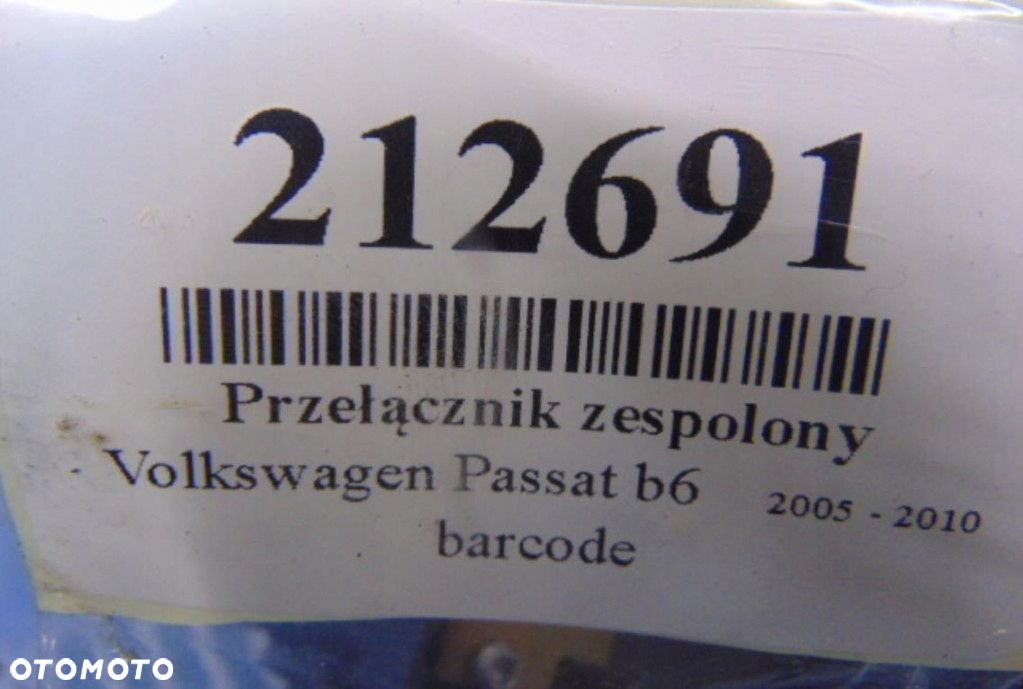 212691
Przełącznik zespolony
Volkswagen Passat b6 2005 - 2010
barcode
OTOMOTO